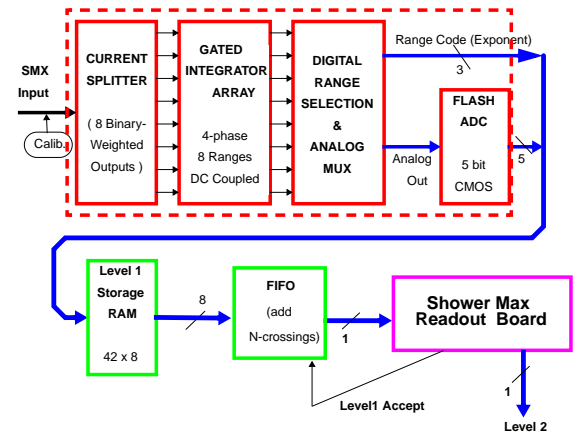 SMX
Input
Calib.
CURRENT
SPLITTER
( 8 Binary-
Weighted
Outputs )
GATED
INTEGRATOR
ARRAY
4-phase
8 Ranges
DC Coupled
DIGITAL
RANGE
SELECTION
&
ANALOG
MUX
Range Code (Exponent)
3
Analog
Out
FLASH
ADC
5 bit
CMOS
5
Level 1
Storage
RAM
42 x 8
8
FIFO
(add
N-crossings)
1
Shower Max
Readout Board
Level1 Accept
1
Level 2